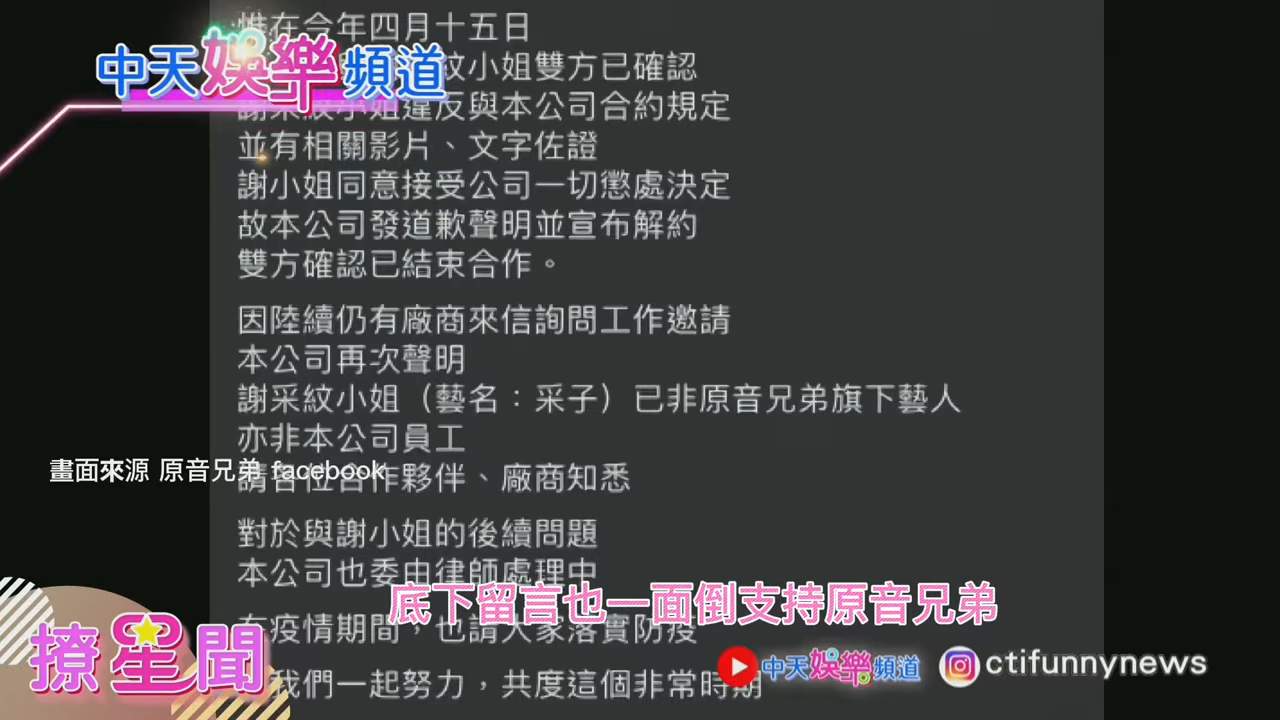 惟在今年四月十五日
中天娛樂頻道
紋小姐雙方已確認
謝采紋小姐違反與本公司合約規定
並有相關影片、文字佐證
謝小姐同意接受公司一切懲處決定
故本公司發道歉聲明並宣布解約
雙方確認已結束合作。
因陸續仍有廠商來信詢問工作邀請
本公司再次聲明
謝采紋小姐（藝名：采子）已非原音兄弟旗下藝人
亦非本公司員工
畫面來源 原音兄弟 facebook
請各位合作夥伴、廠商知悉
對於與謝小姐的後續問題
本公司也委由律師處理中
底下留言也一面倒支持原音兄弟
在疫情期間，也請大家落實防疫
撩星聞
中天娛樂頻道 ctifunnynews
我們一起努力，共度這個非常時期